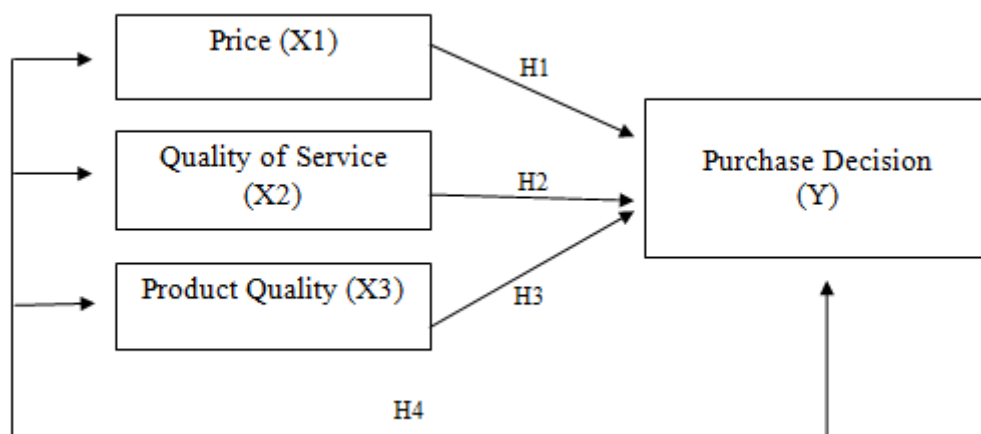 Price (X1)
H1
Quality of Service
(X2)
H2
Purchase Decision
(Y)
Product Quality (X3)
H3
H4